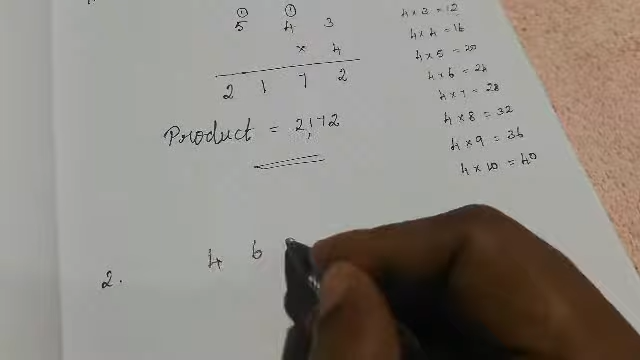 1 1
5 4 3
x 4
2 1 7 2
Product = 2,172
4 x 3 = 12
4 x 4 = 16
4 x 5 = 20
4 x 6 = 24
4 x 7 = 28
4 x 8 = 32
4 x 9 = 36
4 x 10 = 40
2. 4 6